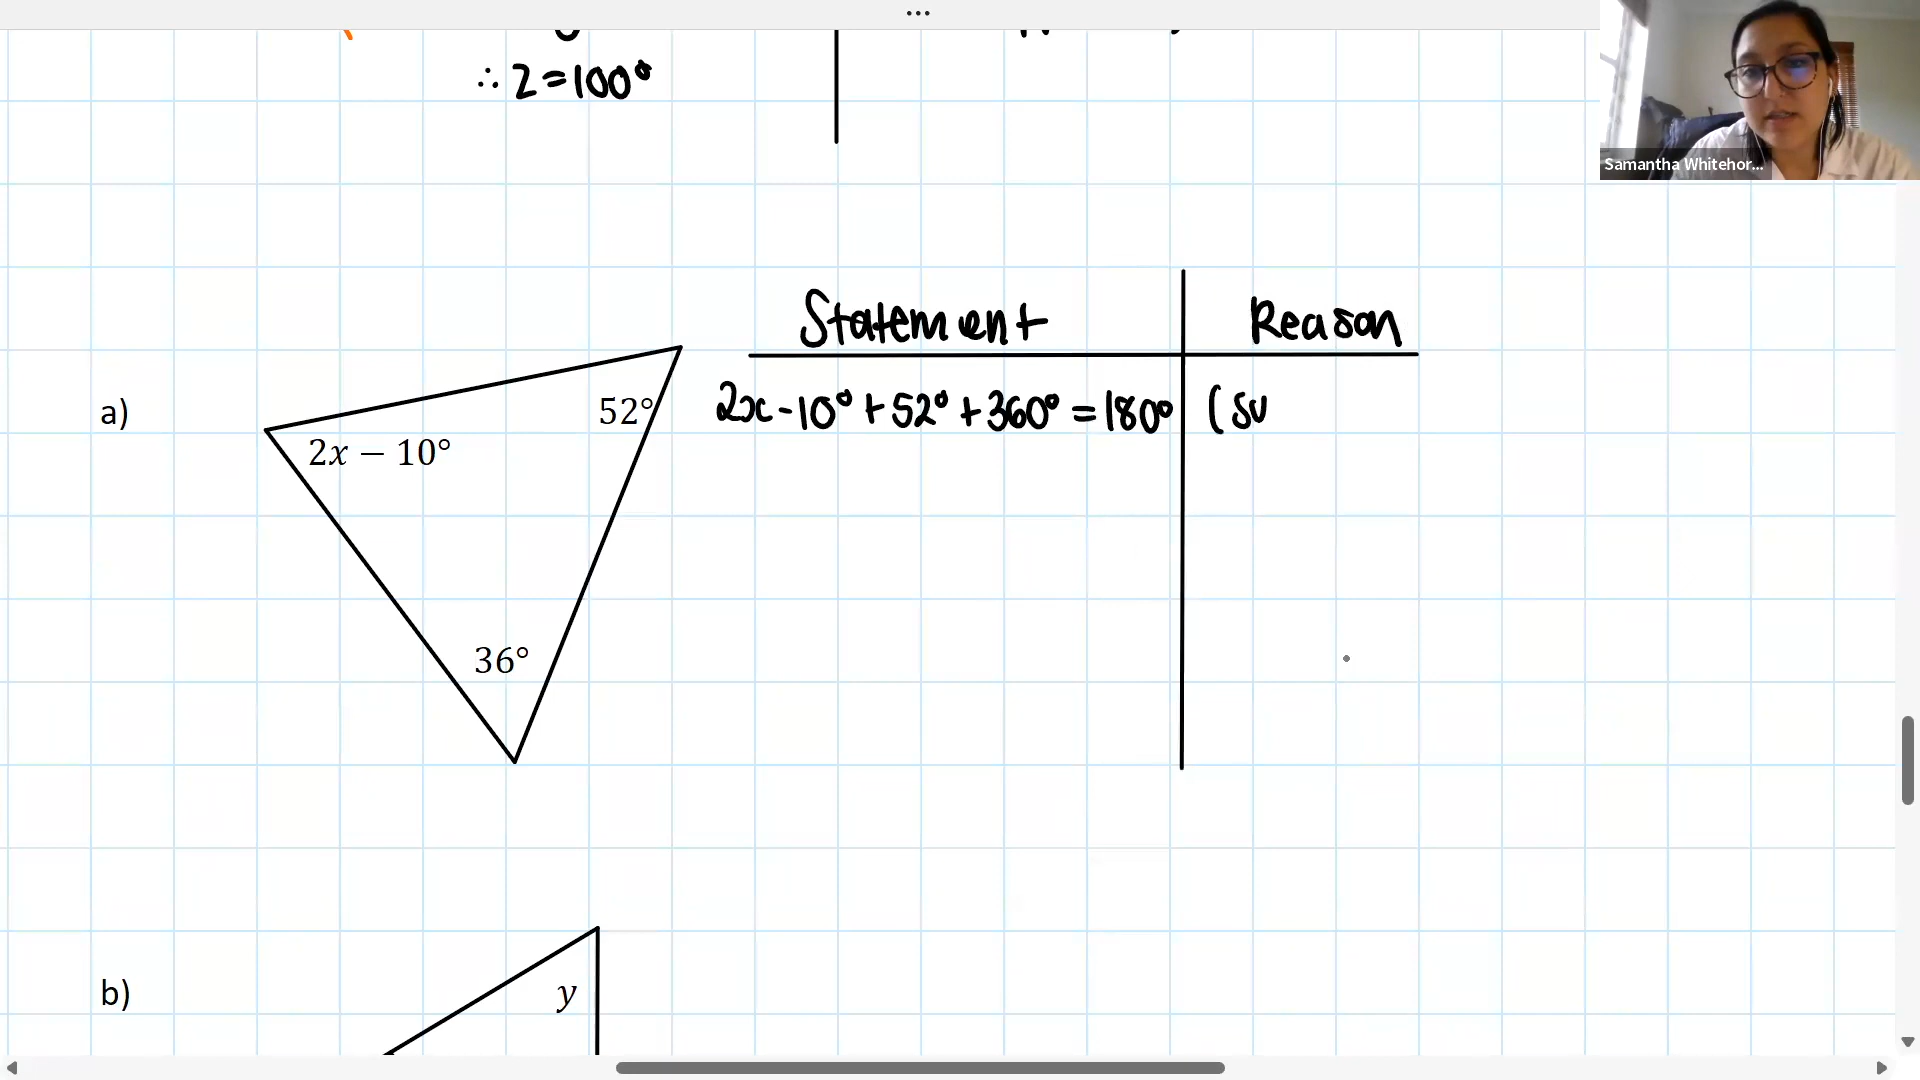 ∴ z = 100°
Samantha Whitehor...
Statement Reason
a)
52°
2x − 10°
2x - 10° + 52° + 360° = 180° (su
36°
b)
y